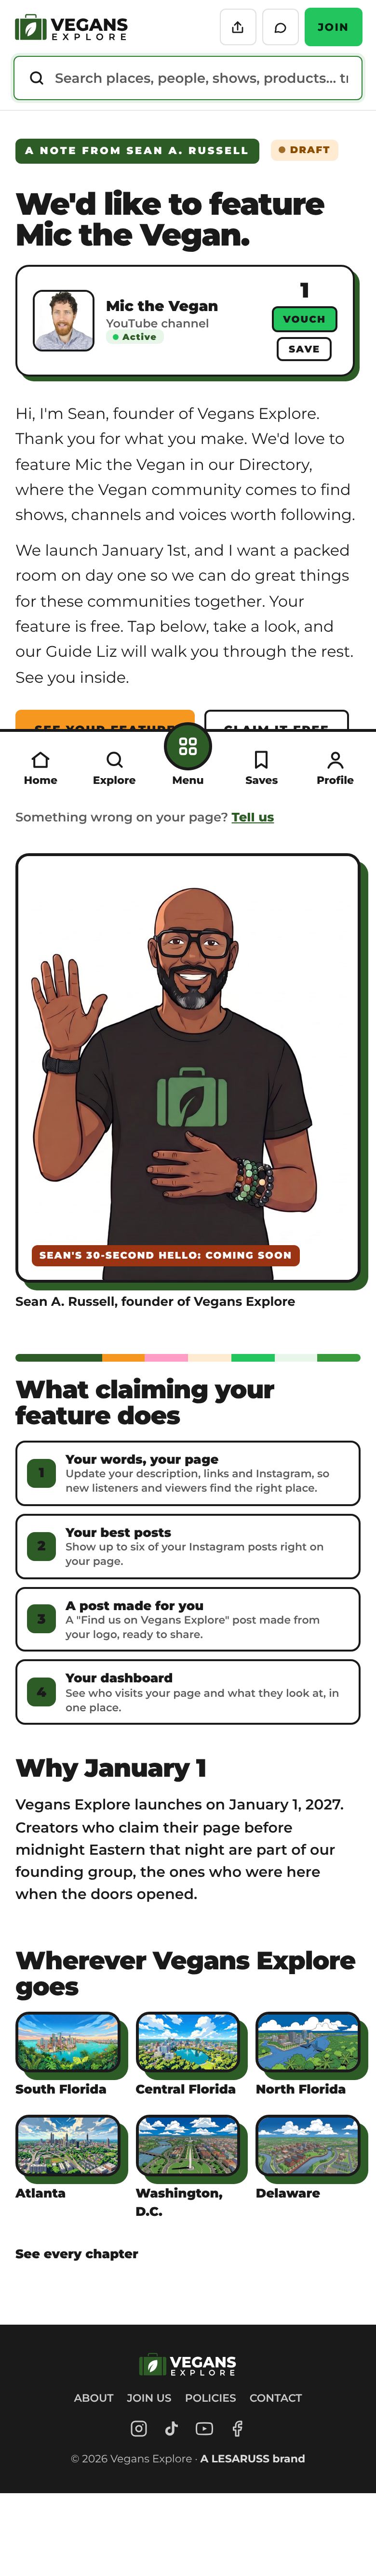 VEGANS
EXPLORE
JOIN
Search places, people, shows, products... tr
A NOTE FROM SEAN A. RUSSELL
DRAFT
We'd like to feature
Mic the Vegan.
Mic the Vegan
YouTube channel
Active
1
VOUCH
SAVE
Hi, I'm Sean, founder of Vegans Explore.
Thank you for what you make. We'd love to
feature Mic the Vegan in our Directory,
where the Vegan community comes to find
shows, channels and voices worth following.
We launch January 1st, and I want a packed
room on day one so we can do great things
for these communities together. Your
feature is free. Tap below, take a look, and
our Guide Liz will walk you through the rest.
See you inside.
SEE YOUR FEATURE
CLAIM IT FREE
Home
Explore
Menu
Saves
Profile
Something wrong on your page? Tell us
SEAN'S 30-SECOND HELLO: COMING SOON
Sean A. Russell, founder of Vegans Explore
What claiming your
feature does
1
Your words, your page
Update your description, links and Instagram, so
new listeners and viewers find the right place.
2
Your best posts
Show up to six of your Instagram posts right on
your page.
3
A post made for you
A "Find us on Vegans Explore" post made from
your logo, ready to share.
4
Your dashboard
See who visits your page and what they look at, in
one place.
Why January 1
Vegans Explore launches on January 1, 2027.
Creators who claim their page before
midnight Eastern that night are part of our
founding group, the ones who were here
when the doors opened.
Wherever Vegans Explore
goes
South Florida
Central Florida
North Florida
Atlanta
Washington,
D.C.
Delaware
See every chapter
VEGANS
EXPLORE
ABOUT
JOIN US
POLICIES
CONTACT
© 2026 Vegans Explore · A LESARUSS brand